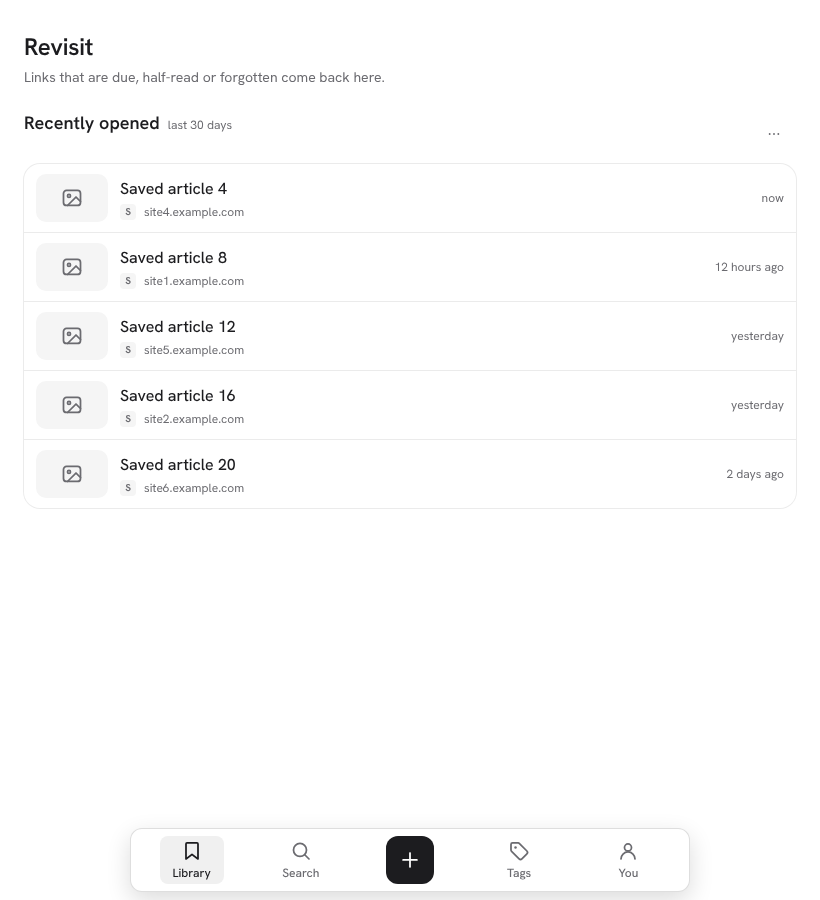 Revisit
Links that are due, half-read or forgotten come back here.
Recently opened last 30 days
...
Saved article 4
S site4.example.com
now
Saved article 8
S site1.example.com
12 hours ago
Saved article 12
S site5.example.com
yesterday
Saved article 16
S site2.example.com
yesterday
Saved article 20
S site6.example.com
2 days ago
Library
Search
Tags
You